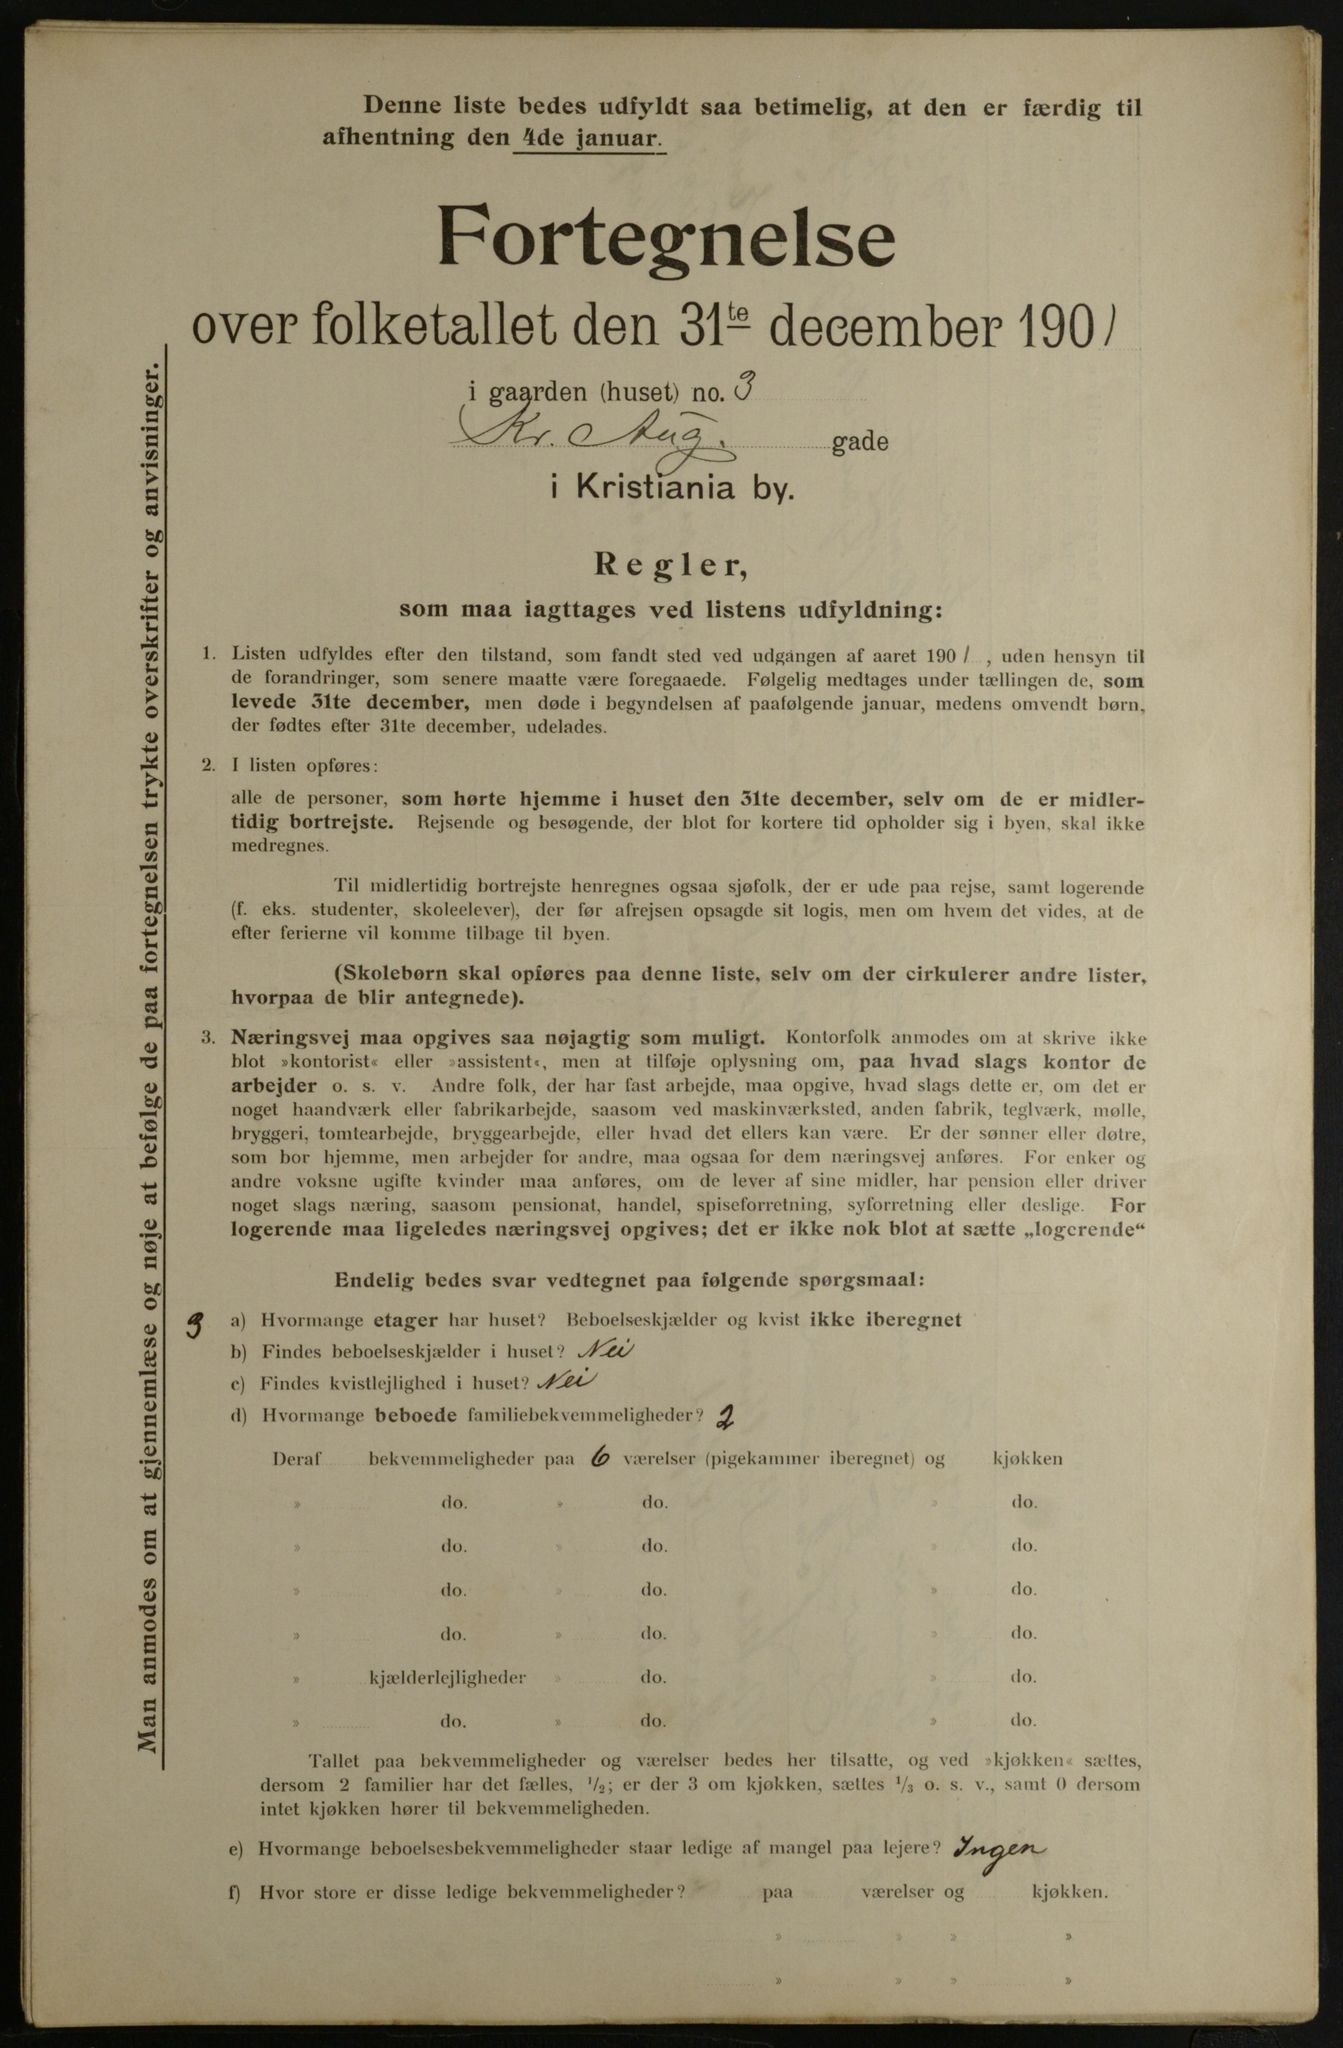 Denne liste bedes udfyldt saa betimelig, at den er færdig til
afhentning den 4de januar.
Fortegnelse
over folketallet den 31te december 1901
i gaarden (huset) no. 3
Kr. Aug. gade
i Kristiania by.
Regler,
som maa iagttages ved listens udfyldning:
1. Listen udfyldes efter den tilstand, som fandt sted ved udgangen af aaret 1901, uden hensyn til
de forandringer, som senere maatte være foregaaede. Følgelig medtages under tællingen de, som
levede 31te december, men døde i begyndelsen af paafølgende januar, medens omvendt børn,
der fødtes efter 31te december, udelades.
2. I listen opføres:
alle de personer, som hørte hjemme i huset den 31te december, selv om de er midler-
tidig bortrejste. Rejsende og besøgende, der blot for kortere tid opholder sig i byen, skal ikke
medregnes.
Til midlertidig bortrejste henregnes ogsaa sjøfolk, der er ude paa rejse, samt logerende
(f. eks. studenter, skoleelever), der før afrejsen opsagde sit logis, men om hvem det vides, at de
efter ferierne vil komme tilbage til byen.
(Skolebørn skal opføres paa denne liste, selv om der cirkulerer andre lister,
hvorpaa de blir antegnede).
3. Næringsvej maa opgives saa nøjagtig som muligt. Kontorfolk anmodes om at skrive ikke
blot »kontorist« eller »assistent«, men at tilføje oplysning om, paa hvad slags kontor de
arbejder o. s. v. Andre folk, der har fast arbejde, maa opgive, hvad slags dette er, om det er
noget haandværk eller fabrikarbejde, saasom ved maskinværksted, anden fabrik, teglværk, mølle,
bryggeri, tomtearbejde, bryggearbejde, eller hvad det ellers kan være. Er der sønner eller døtre,
som bor hjemme, men arbejder for andre, maa ogsaa for dem næringsvej anføres. For enker og
andre voksne ugifte kvinder maa anføres, om de lever af sine midler, har pension eller driver
noget slags næring, saasom pensionat, handel, spiseforretning, syforretning eller deslige. For
logerende maa ligeledes næringsvej opgives; det er ikke nok blot at sætte „logerende“
Endelig bedes svar vedtegnet paa følgende spørgsmaal:
3 a) Hvormange etager har huset? Beboelseskjælder og kvist ikke iberegnet
b) Findes beboelseskjælder i huset? Nei
c) Findes kvistlejlighed i huset? Nei
d) Hvormange beboede familiebekvemmeligheder? 2
Deraf bekvemmeligheder paa 6 værelser (pigekammer iberegnet) og kjøkken
» do. » do. » do.
» do. » do. » do.
» do. » do. » do.
» do. » do. » do.
» kjælderlejligheder » do. » do.
» do. » do. » do.
Tallet paa bekvemmeligheder og værelser bedes her tilsatte, og ved »kjøkken« sættes,
dersom 2 familier har det fælles, 1/2; er der 3 om kjøkken, sættes 1/3 o. s. v., samt 0 dersom
intet kjøkken hører til bekvemmeligheden.
e) Hvormange beboelsesbekvemmeligheder staar ledige af mangel paa lejere? Ingen
f) Hvor store er disse ledige bekvemmeligheder? paa værelser og kjøkken.
» » » »
» » » »
Man anmodes om at gjennemlæse og nøje at befølge de paa fortegnelsen trykte overskrifter og anvisninger.